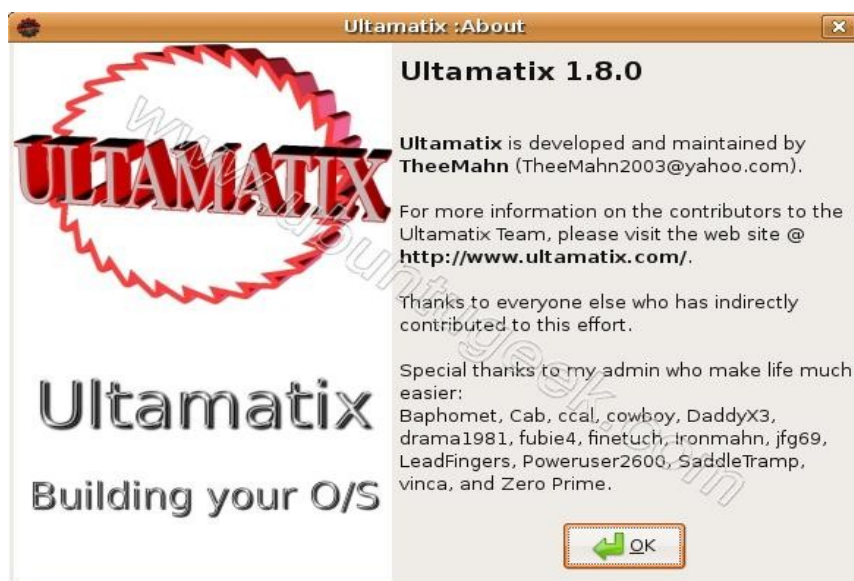 Ultamatix :About
ULTAMATIX
Ultamatix
Building your O/S
Ultamatix 1.8.0
Ultamatix is developed and maintained by
TheeMahn (TheeMahn2003@yahoo.com).
For more information on the contributors to the
Ultamatix Team, please visit the web site @
http://www.ultamatix.com/.
Thanks to everyone else who has indirectly
contributed to this effort.
Special thanks to my admin who make life much
easier:
Baphomet, Cab, ccal, cowboy, DaddyX3,
drama1981, fubie4, finetuch, Ironmahn, jfg69,
LeadFingers, Poweruser2600, SaddleTramp,
vinca, and Zero Prime.
OK
www.ubuntugeek.com